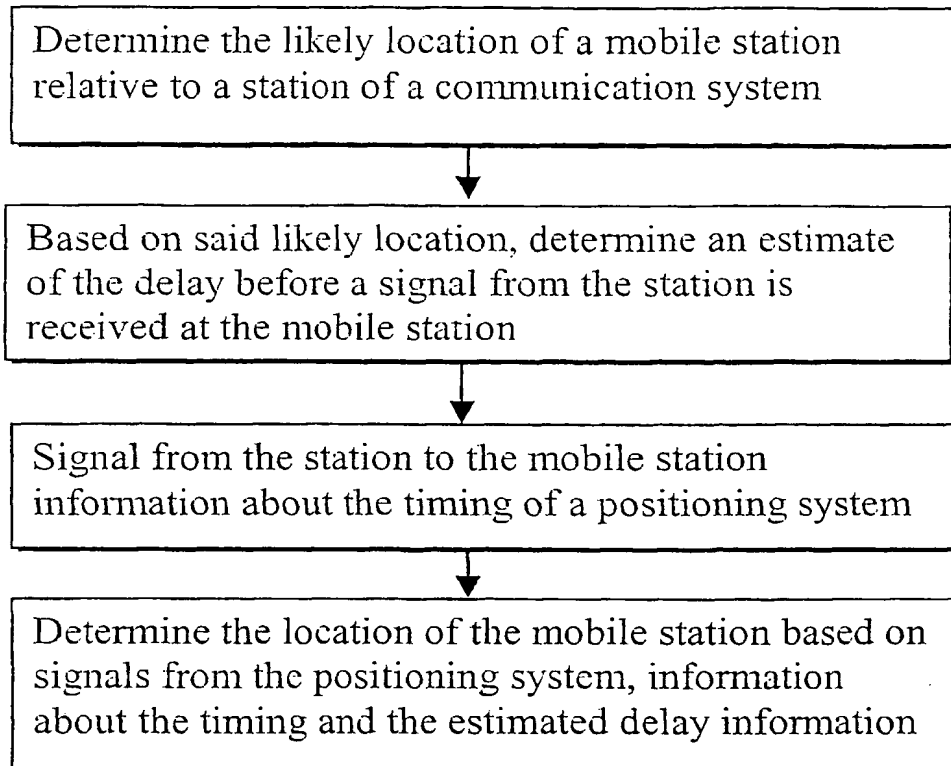 Determine the likely location of a mobile station
relative to a station of a communication system
Based on said likely location, determine an estimate
of the delay before a signal from the station is
received at the mobile station
Signal from the station to the mobile station
information about the timing of a positioning system
Determine the location of the mobile station based on
signals from the positioning system, information
about the timing and the estimated delay information